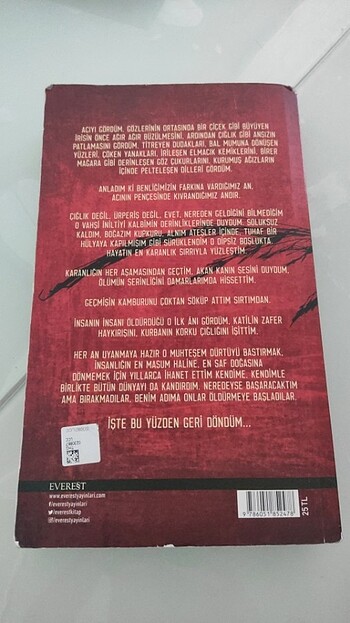 ACIYI GÖRDÜM, GÖZLERİNİN ORTASINDA BİR ÇİÇEK GİBİ BÜYÜYEN
İRİSİN ÖNCE AĞIR AĞIR BÜZÜLMESİNİ, ARDINDAN ÇIĞLIK GİBİ ANSIZIN
PATLAMASINI GÖRDÜM. TİTREYEN DUDAKLARI, BAL MUMUNA DÖNÜŞEN
YÜZLERİ, ÇÖKEN YANAKLARI, İRİLEŞEN ELMACIK KEMİKLERİNİ, BİRER
MAĞARA GİBİ DERİNLEŞEN GÖZ ÇUKURLARINI, KURUMUŞ AĞIZLARIN
İÇİNDE PELTELEŞEN DİLLERİ GÖRDÜM.
ANLADIM Kİ BENLİĞİMİZİN FARKINA VARDIĞIMIZ AN,
ACININ PENÇESİNDE KIVRANDIĞIMIZ ANDIR.
ÇIĞLIK DEĞİL, ÜRPERİŞ DEĞİL, EVET, NEREDEN GELDİĞİNİ BİLMEDİĞİM
O VAHŞİ İNİLTİYİ KALBİMİN DERİNLİKLERİNDE DUYDUM. SOLUKSUZ
KALDIM, BOĞAZIM KUPKURU, ALNIM ATEŞLER İÇİNDE, TUHAF BİR
HÜLYAYA KAPILMIŞIM GİBİ SÜRÜKLENDİM O DİPSİZ BOŞLUKTA.
HAYATIN EN KARANLIK SIRRIYLA YÜZLEŞTİM.
KARANLIĞIN HER AŞAMASINDAN GEÇTİM, AKAN KANIN SESİNİ DUYDUM,
ÖLÜMÜN SERİNLİĞİNİ DAMARLARIMDA HİSSETTİM.
GEÇMİŞİN KAMBURUNU ÇOKTAN SÖKÜP ATTIM SIRTIMDAN.
İNSANIN İNSANI ÖLDÜRDÜĞÜ O İLK ÂNI GÖRDÜM, KATİLİN ZAFER
HAYKIRIŞINI, KURBANIN KORKU ÇIĞLIĞINI İŞİTTİM.
HER AN UYANMAYA HAZIR O MUHTEŞEM DÜRTÜYÜ BASTIRMAK,
İNSANLIĞIN EN MASUM HALİNE, EN SAF DOĞASINA
DÖNMEMEK İÇİN YILLARCA İHANET ETTİM KENDİME, KENDİMLE
BİRLİKTE BÜTÜN DÜNYAYI DA KANDIRDIM. NEREDEYSE BAŞARACAKTIM
AMA BIRAKMADILAR, BENİM ADIMA ONLAR ÖLDÜRMEYE BAŞLADILAR.
İŞTE BU YÜZDEN GERİ DÖNDÜM...
EVEREST
www.everestyayinlari.com
/everestyayinlari
/everestkitap
/everestyayinlari
9 786051 852478
25 TL